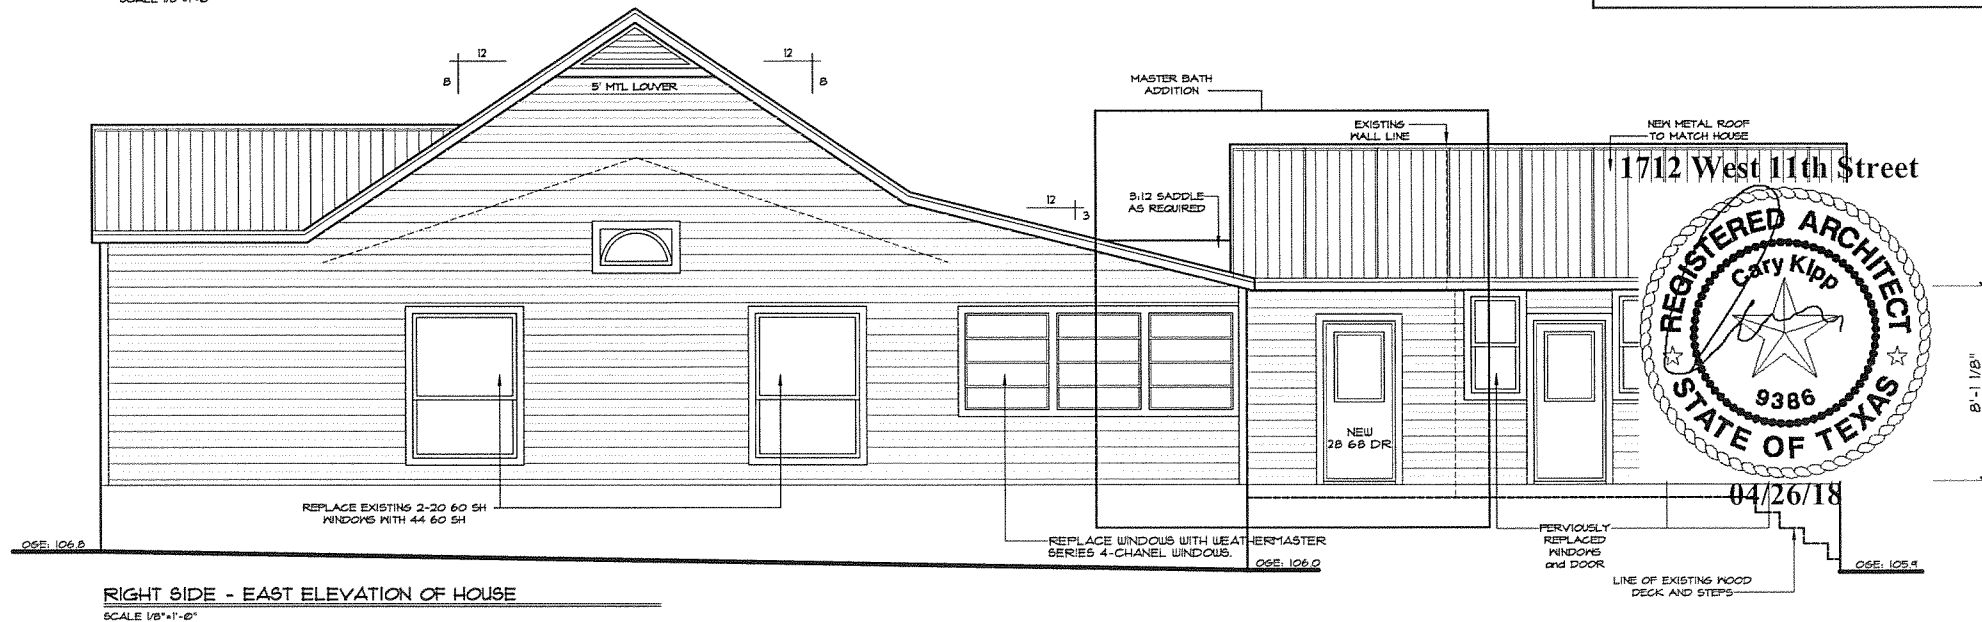 SCALE 1/8"=1'-0"
12
8
12
8
5' MTL LOUVER
MASTER BATH
ADDITION
EXISTING
WALL LINE
NEW METAL ROOF
TO MATCH HOUSE
1712 West 11th Street
12
3
3:12 SADDLE
AS REQUIRED
REGISTERED ARCHITECT
Cary Kipp
9386
STATE OF TEXAS
04/26/18
8'-1 1/8"
NEW
28 68 DR
REPLACE EXISTING 2-20 60 SH
WINDOWS WITH 44 60 SH
REPLACE WINDOWS WITH WEATHERMASTER
SERIES 4-CHANEL WINDOWS.
PERVIOUSLY
REPLACED
WINDOWS
and DOOR
LINE OF EXISTING WOOD
DECK AND STEPS
OGE: 106.8
OGE: 106.0
OGE: 105.9
RIGHT SIDE - EAST ELEVATION OF HOUSE
SCALE 1/8"=1'-0"